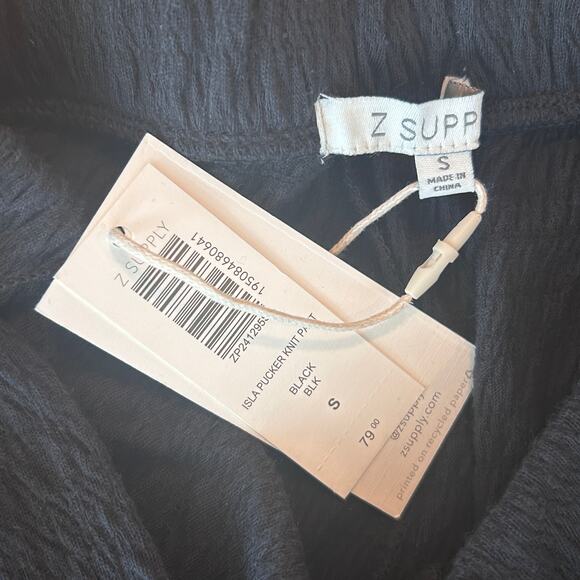 Z SUPP
S
MADE IN
CHINA
Z SUPPLY
195084680641
ISLA PUCKER KNIT PANT
BLACK
BLK
S
79.00
@zsupply
zsupply.com
printed on recycled paper